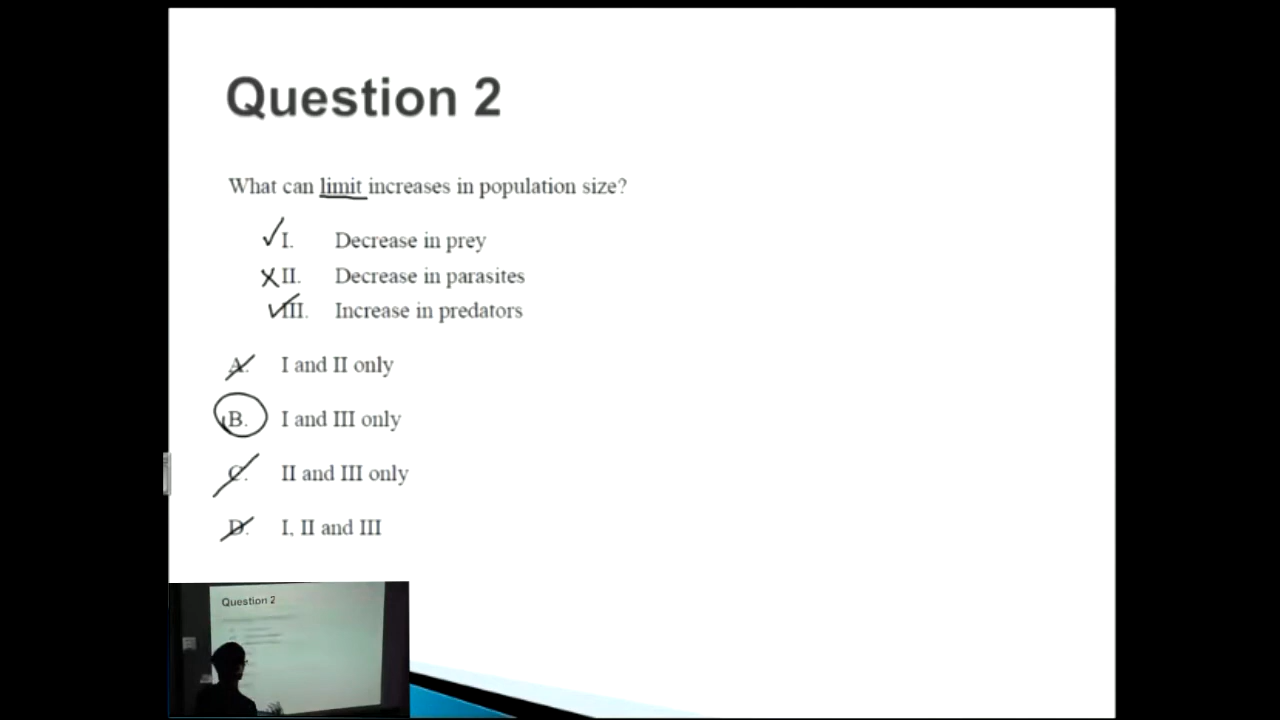 Question 2
What can limit increases in population size?
I. Decrease in prey
II. Decrease in parasites
III. Increase in predators
A. I and II only
B. I and III only
C. II and III only
D. I, II and III
Question 2